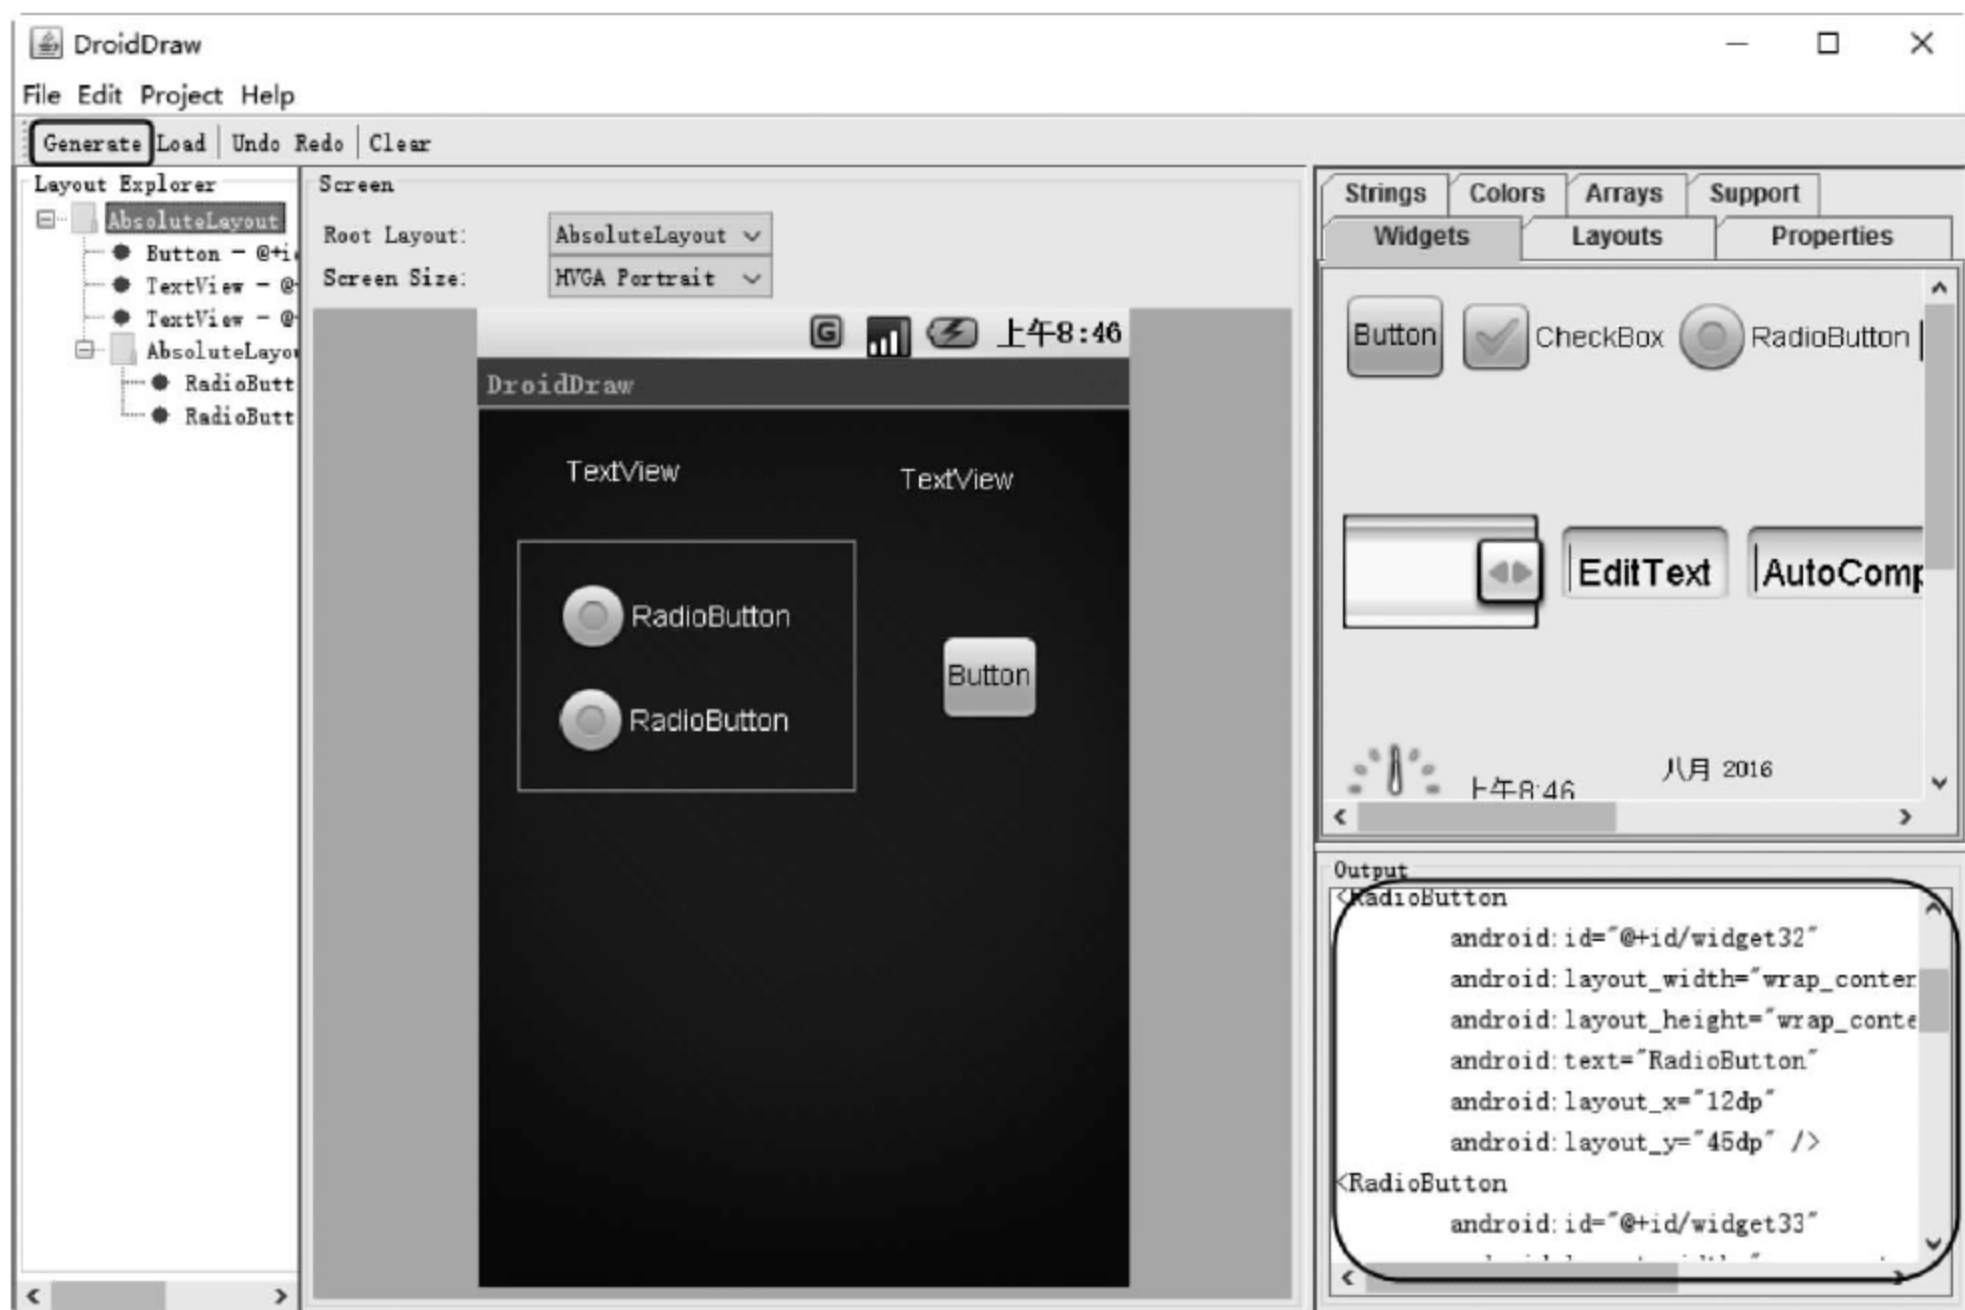 DroidDraw
File Edit Project Help
Generate Load Undo Redo Clear
Layout Explorer
AbsoluteLayout
Button - @+i
TextView - @
TextView - @
AbsoluteLayou
RadioButt
RadioButt
Screen
Root Layout: AbsoluteLayout
Screen Size: HVGA Portrait
上午8:46
DroidDraw
TextView
TextView
RadioButton
RadioButton
Button
Strings Colors Arrays Support
Widgets Layouts Properties
Button CheckBox RadioButton
EditText AutoComp
上午8:46
八月 2016
Output
<RadioButton
android:id="@+id/widget32"
android:layout_width="wrap_conten
android:layout_height="wrap_conte
android:text="RadioButton"
android:layout_x="12dp"
android:layout_y="45dp" />
<RadioButton
android:id="@+id/widget33"